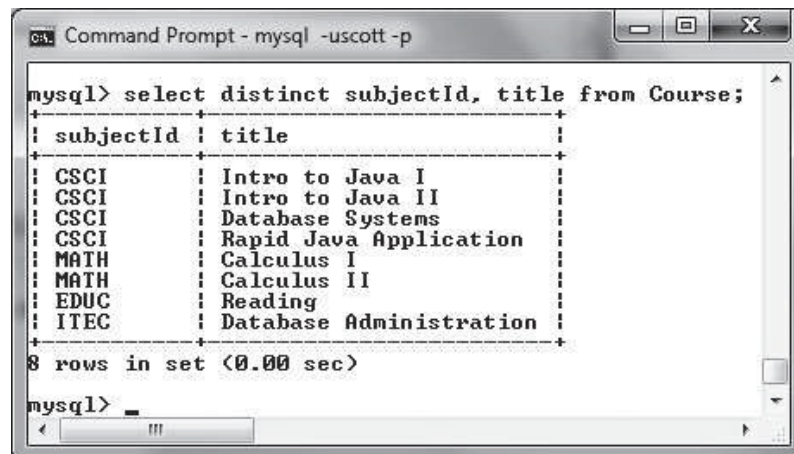 Command Prompt - mysql -uscott -p
mysql> select distinct subjectId, title from Course;
subjectId | title
CSCI | Intro to Java I
CSCI | Intro to Java II
CSCI | Database Systems
CSCI | Rapid Java Application
MATH | Calculus I
MATH | Calculus II
EDUC | Reading
ITEC | Database Administration
8 rows in set (0.00 sec)
mysql> _